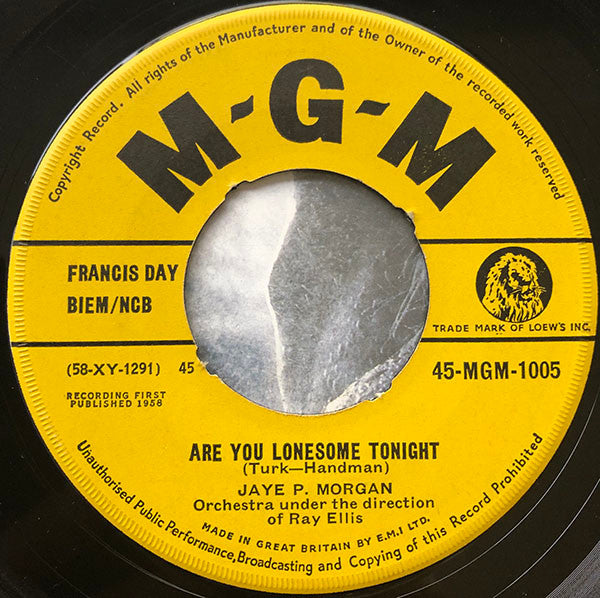 Copyright Record. All rights of the Manufacturer and of the Owner of the recorded work reserved
M-G-M
FRANCIS DAY
BIEM/NCB
TRADE MARK OF LOEW'S INC.
(58-XY-1291) 45
45-MGM-1005
RECORDING FIRST
PUBLISHED 1958
ARE YOU LONESOME TONIGHT
(Turk—Handman)
JAYE P. MORGAN
Orchestra under the direction
of Ray Ellis
MADE IN GREAT BRITAIN BY E.M.I LTD.
Unauthorised Public Performance, Broadcasting and Copying of this Record Prohibited